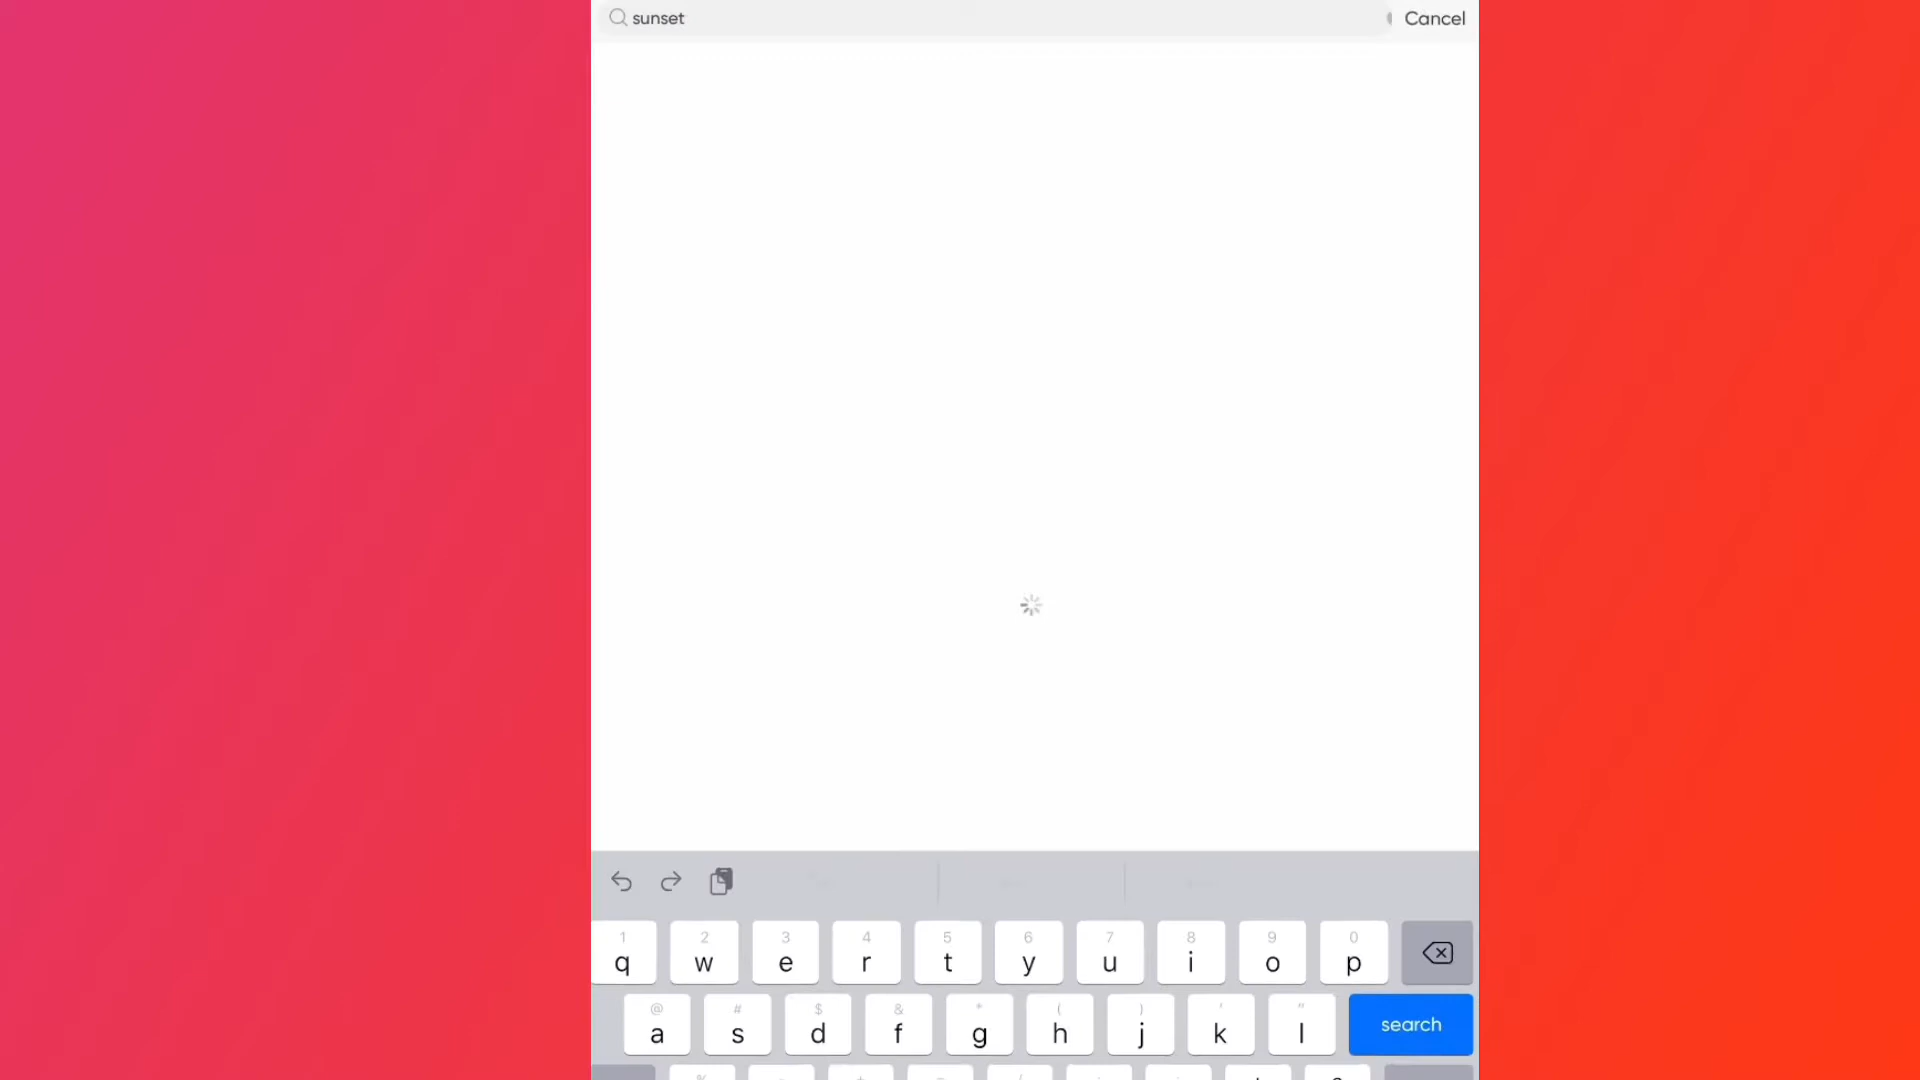 sunset Cancel
1 2 3 4 5 6 7 8 9 0
q w e r t y u i o p
@ # $ & * ( ) ' "
a s d f g h j k l search